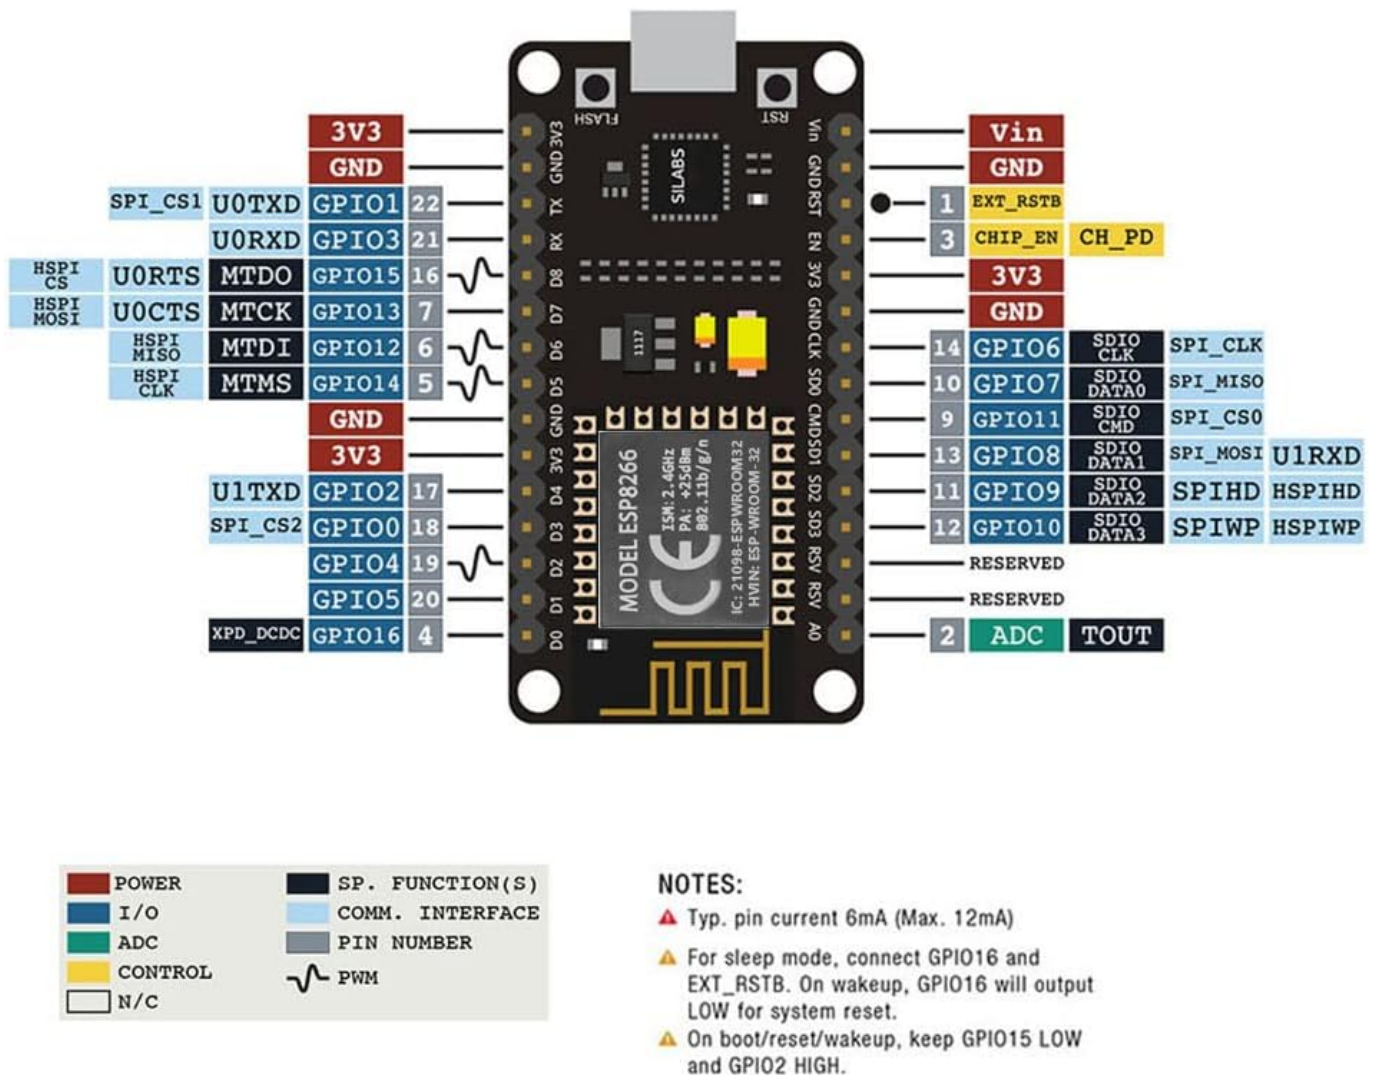 FLASH
RST
3V3 3V3 Vin Vin
GND GND GND GND
SPI_CS1 U0TXD GPIO1 22 TX RST 1 EXT_RSTB
U0RXD GPIO3 21 RX EN 3 CHIP_EN CH_PD
HSPI CS U0RTS MTDO GPIO15 16 D8 3V3 3V3
HSPI MOSI U0CTS MTCK GPIO13 7 D7 GND GND
HSPI MISO MTDI GPIO12 6 D6 CLK 14 GPIO6 SDIO CLK SPI_CLK
HSPI CLK MTMS GPIO14 5 D5 SD0 10 GPIO7 SDIO DATA0 SPI_MISO
GND GND CMD 9 GPIO11 SDIO CMD SPI_CS0
3V3 3V3 SD1 13 GPIO8 SDIO DATA1 SPI_MOSI U1RXD
U1TXD GPIO2 17 D4 SD2 11 GPIO9 SDIO DATA2 SPIHD HSPIHD
SPI_CS2 GPIO0 18 D3 SD3 12 GPIO10 SDIO DATA3 SPIWP HSPIWP
GPIO4 19 D2 RSV RESERVED
GPIO5 20 D1 RSV RESERVED
XPD_DCDC GPIO16 4 D0 A0 2 ADC TOUT
SILABS
1117
MODEL ESP8266
ISM: 2.4GHz
PA: +25dBm
802.11b/g/n
CE
IC: 21098-ESPWROOM32
HVIN: ESP-WROOM-32
POWER
I/O
ADC
CONTROL
N/C
SP. FUNCTION(S)
COMM. INTERFACE
PIN NUMBER
PWM
NOTES:
Typ. pin current 6mA (Max. 12mA)
For sleep mode, connect GPIO16 and
EXT_RSTB. On wakeup, GPIO16 will output
LOW for system reset.
On boot/reset/wakeup, keep GPIO15 LOW
and GPIO2 HIGH.